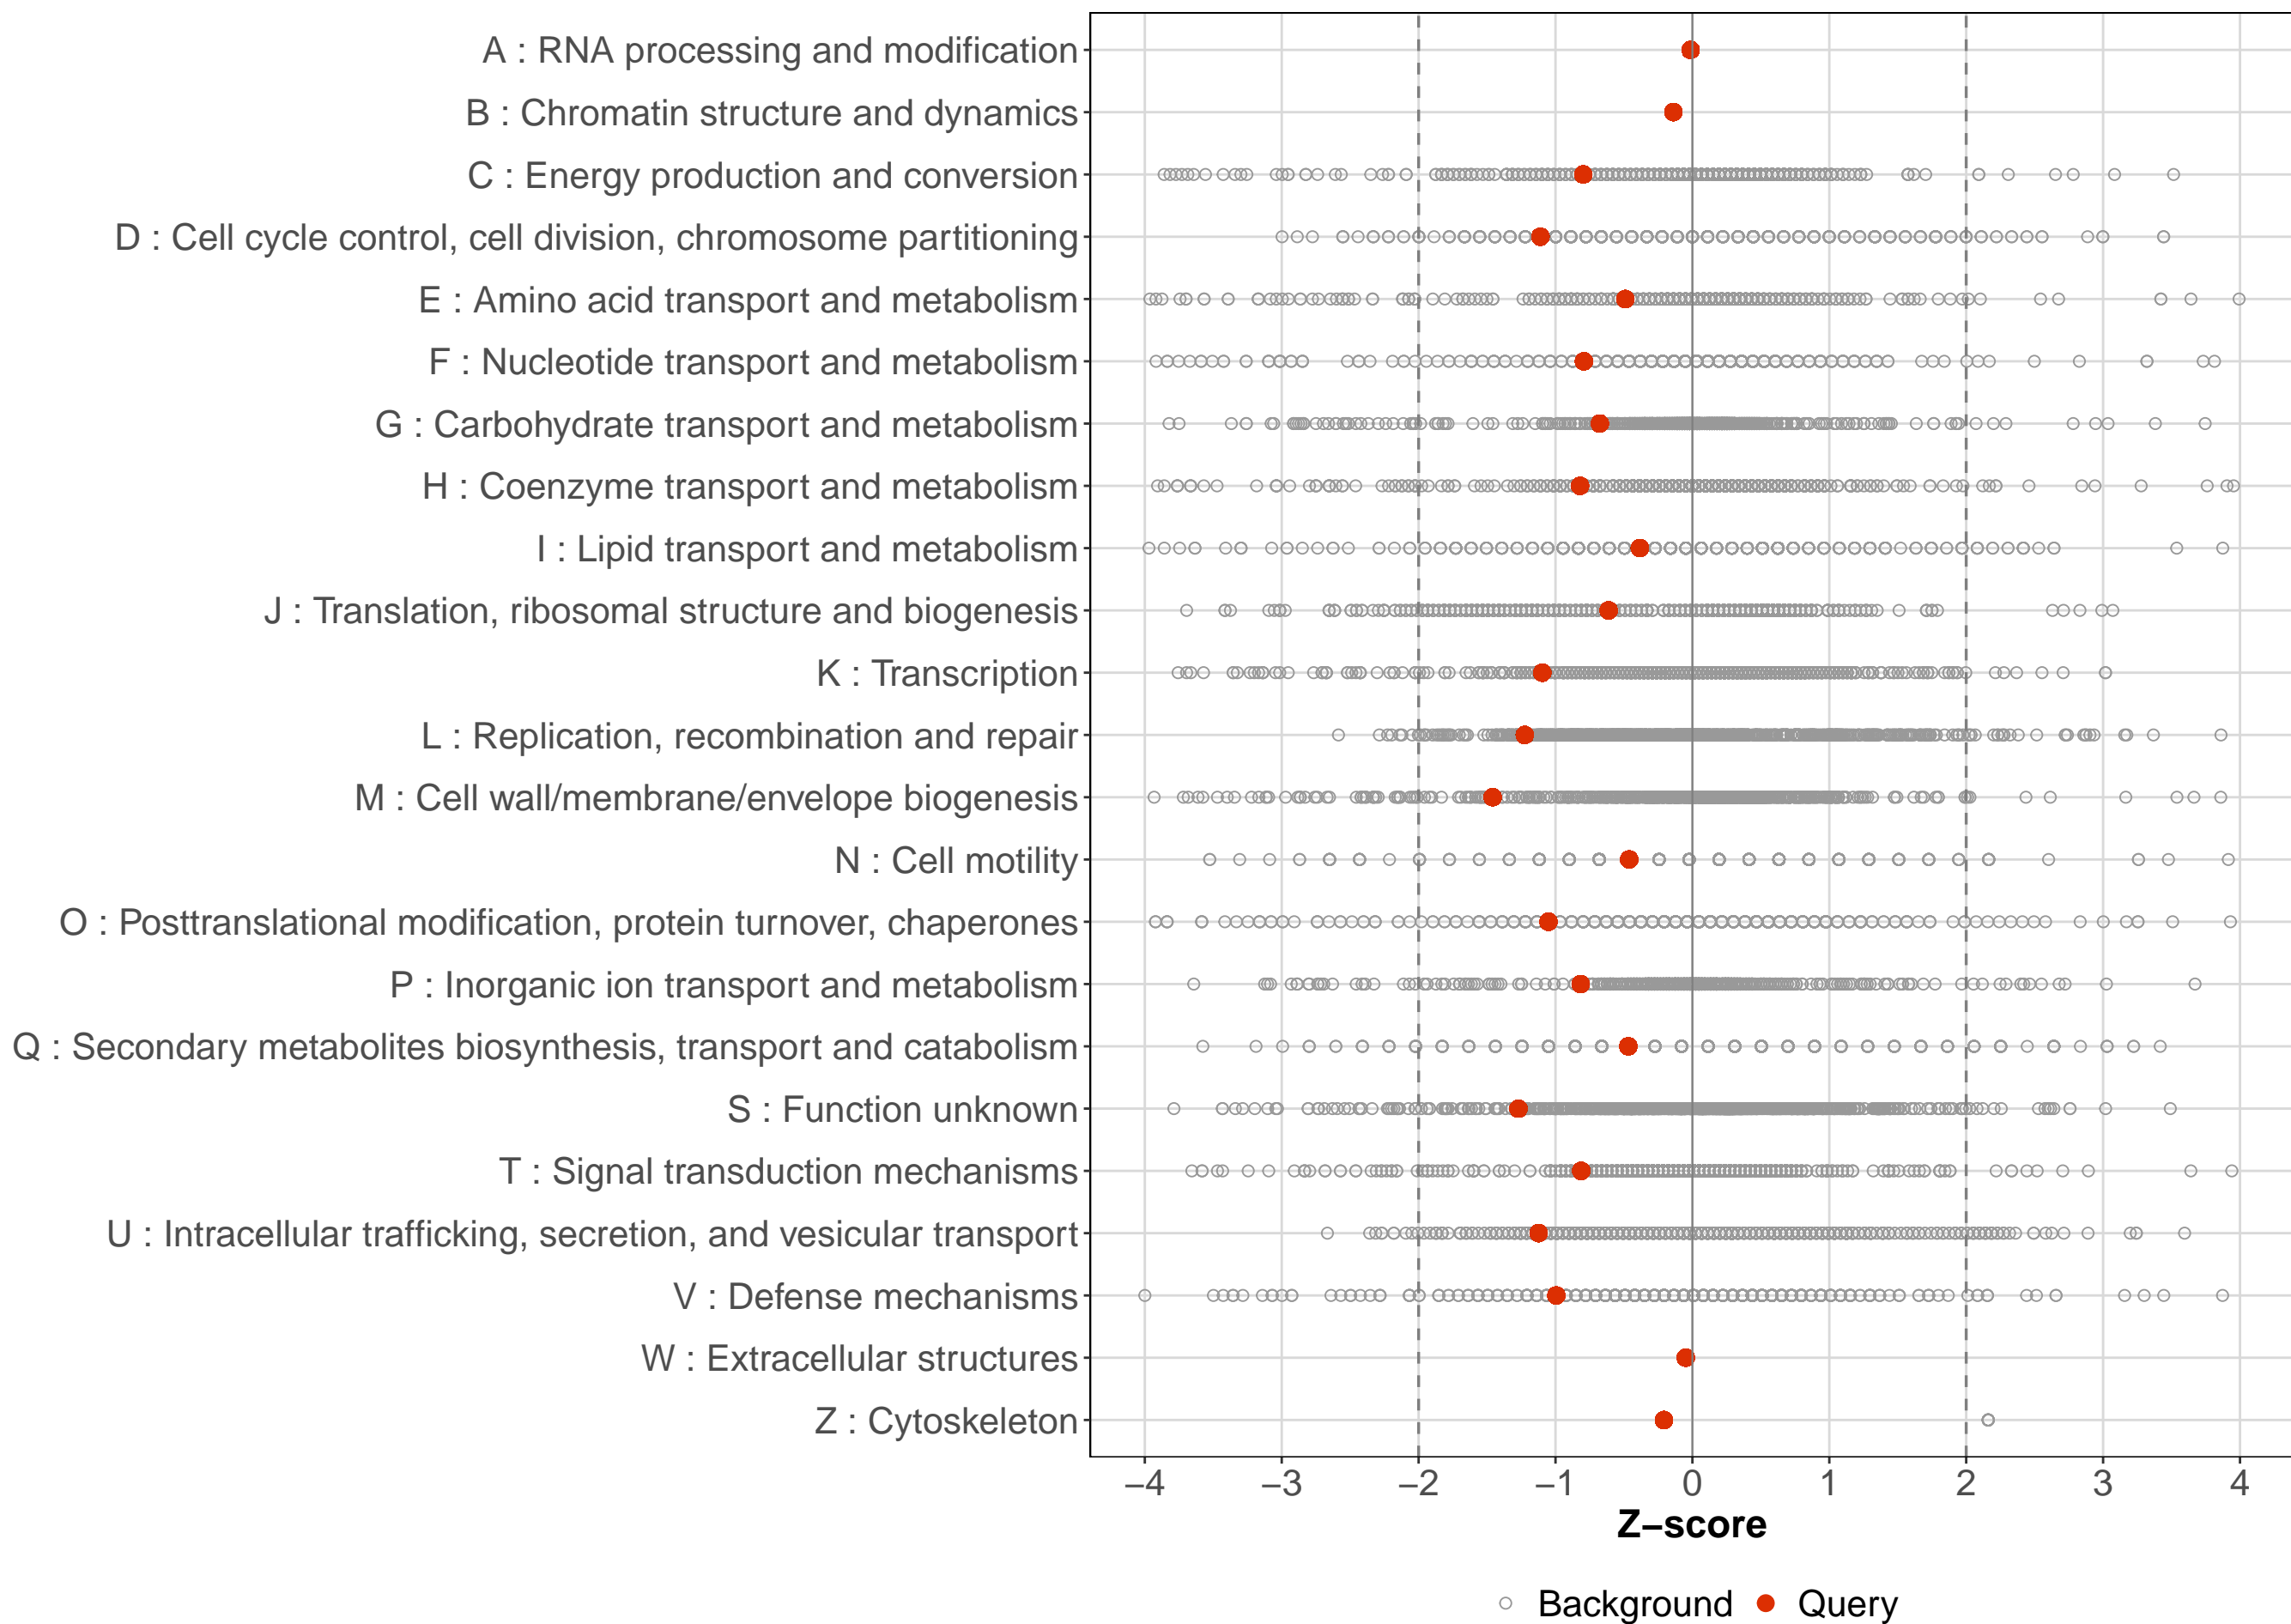 A : RNA processing and modification
B : Chromatin structure and dynamics
C : Energy production and conversion
D : Cell cycle control, cell division, chromosome partitioning
E : Amino acid transport and metabolism
F : Nucleotide transport and metabolism
G : Carbohydrate transport and metabolism
H : Coenzyme transport and metabolism
I : Lipid transport and metabolism
J : Translation, ribosomal structure and biogenesis
K : Transcription
L : Replication, recombination and repair
M : Cell wall/membrane/envelope biogenesis
N : Cell motility
O : Posttranslational modification, protein turnover, chaperones
P : Inorganic ion transport and metabolism
Q : Secondary metabolites biosynthesis, transport and catabolism
S : Function unknown
T : Signal transduction mechanisms
U : Intracellular trafficking, secretion, and vesicular transport
V : Defense mechanisms
W : Extracellular structures
Z : Cytoskeleton
−4 −3 −2 −1 0 1 2 3 4
Z−score
Background Query